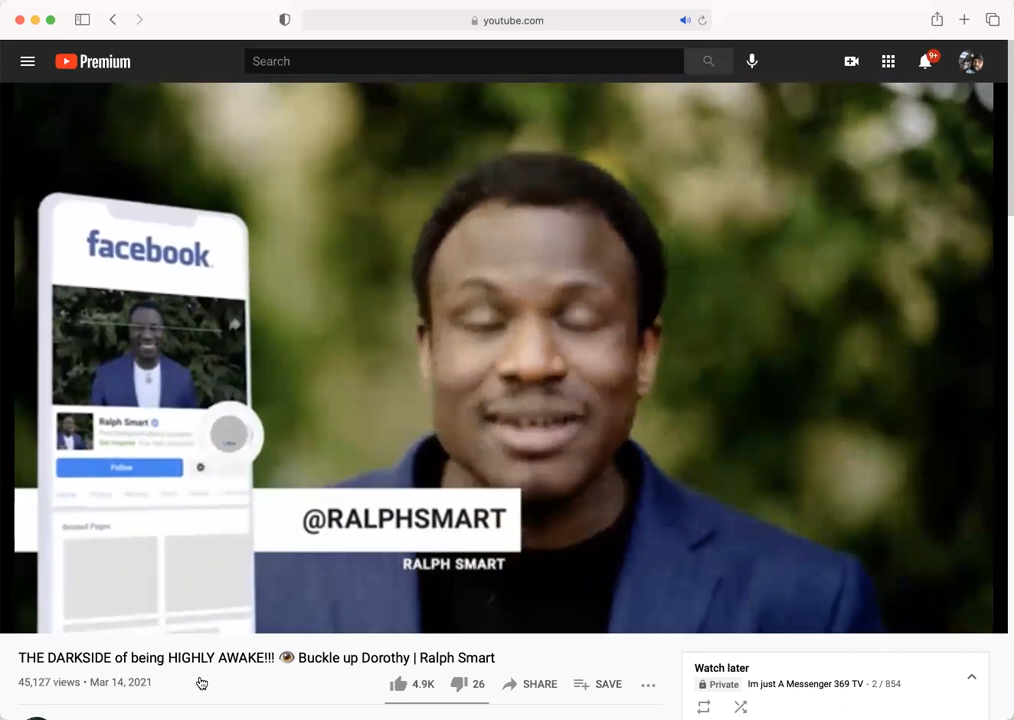 youtube.com
Premium
Search
9+
facebook
Ralph Smart
Follow
Related Pages
@RALPHSMART
RALPH SMART
THE DARKSIDE of being HIGHLY AWAKE!!! 👁 Buckle up Dorothy | Ralph Smart
45,127 views • Mar 14, 2021
4.9K
26
SHARE
SAVE
Watch later
Private
Im just A Messenger 369 TV - 2 / 854